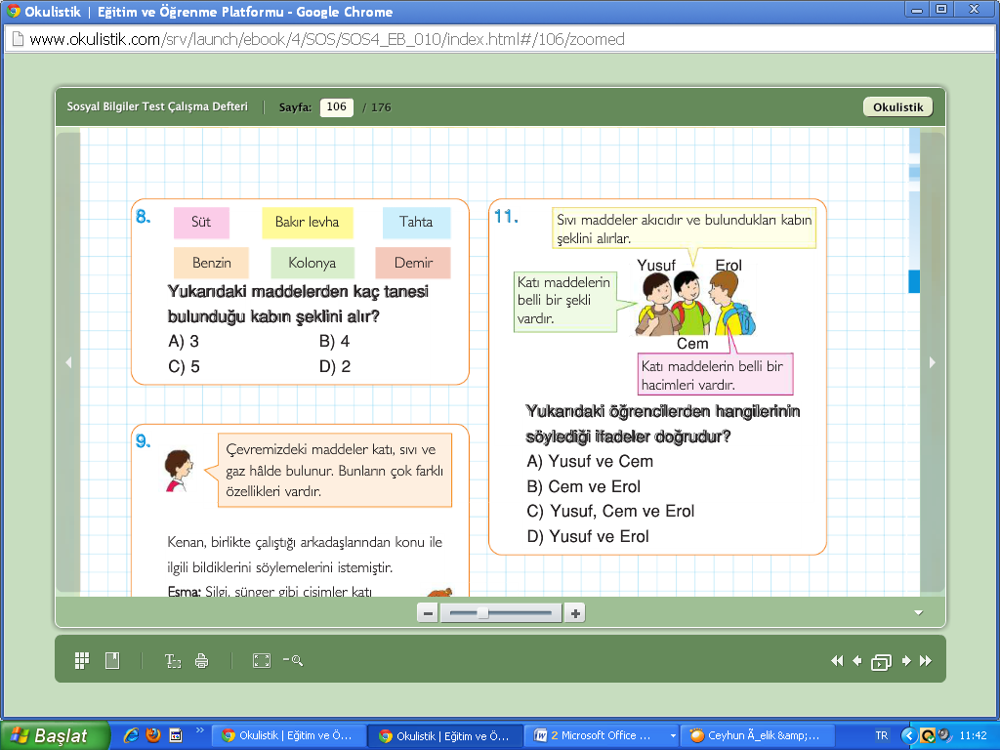 Okulistik | Eğitim ve Öğrenme Platformu - Google Chrome
www.okulistik.com/srv/launch/ebook/4/SOS/SOS4_EB_010/index.html#/106/zoomed
Sosyal Bilgiler Test Çalışma Defteri
Sayfa: 106 / 176
Okulistik
8.
Süt Bakır levha Tahta
Benzin Kolonya Demir
Yukarıdaki maddelerden kaç tanesi
bulunduğu kabın şeklini alır?
A) 3 B) 4
C) 5 D) 2
9.
Çevremizdeki maddeler katı, sıvı ve
gaz hâlde bulunur. Bunların çok farklı
özellikleri vardır.
Kenan, birlikte çalıştığı arkadaşlarından konu ile
ilgili bildiklerini söylemelerini istemiştir.
Esma: Silgi, sünger gibi cisimler katı
11.
Sıvı maddeler akıcıdır ve bulundukları kabın
şeklini alırlar.
Yusuf Erol
Katı maddelerin
belli bir şekli
vardır.
Cem
Katı maddelerin belli bir
hacimleri vardır.
Yukarıdaki öğrencilerden hangilerinin
söylediği ifadeler doğrudur?
A) Yusuf ve Cem
B) Cem ve Erol
C) Yusuf, Cem ve Erol
D) Yusuf ve Erol
Başlat
Okulistik | Eğitim ve Ö...
Okulistik | Eğitim ve Ö...
2 Microsoft Office ...
Ceyhun Ã_elik &amp;...
TR
11:42